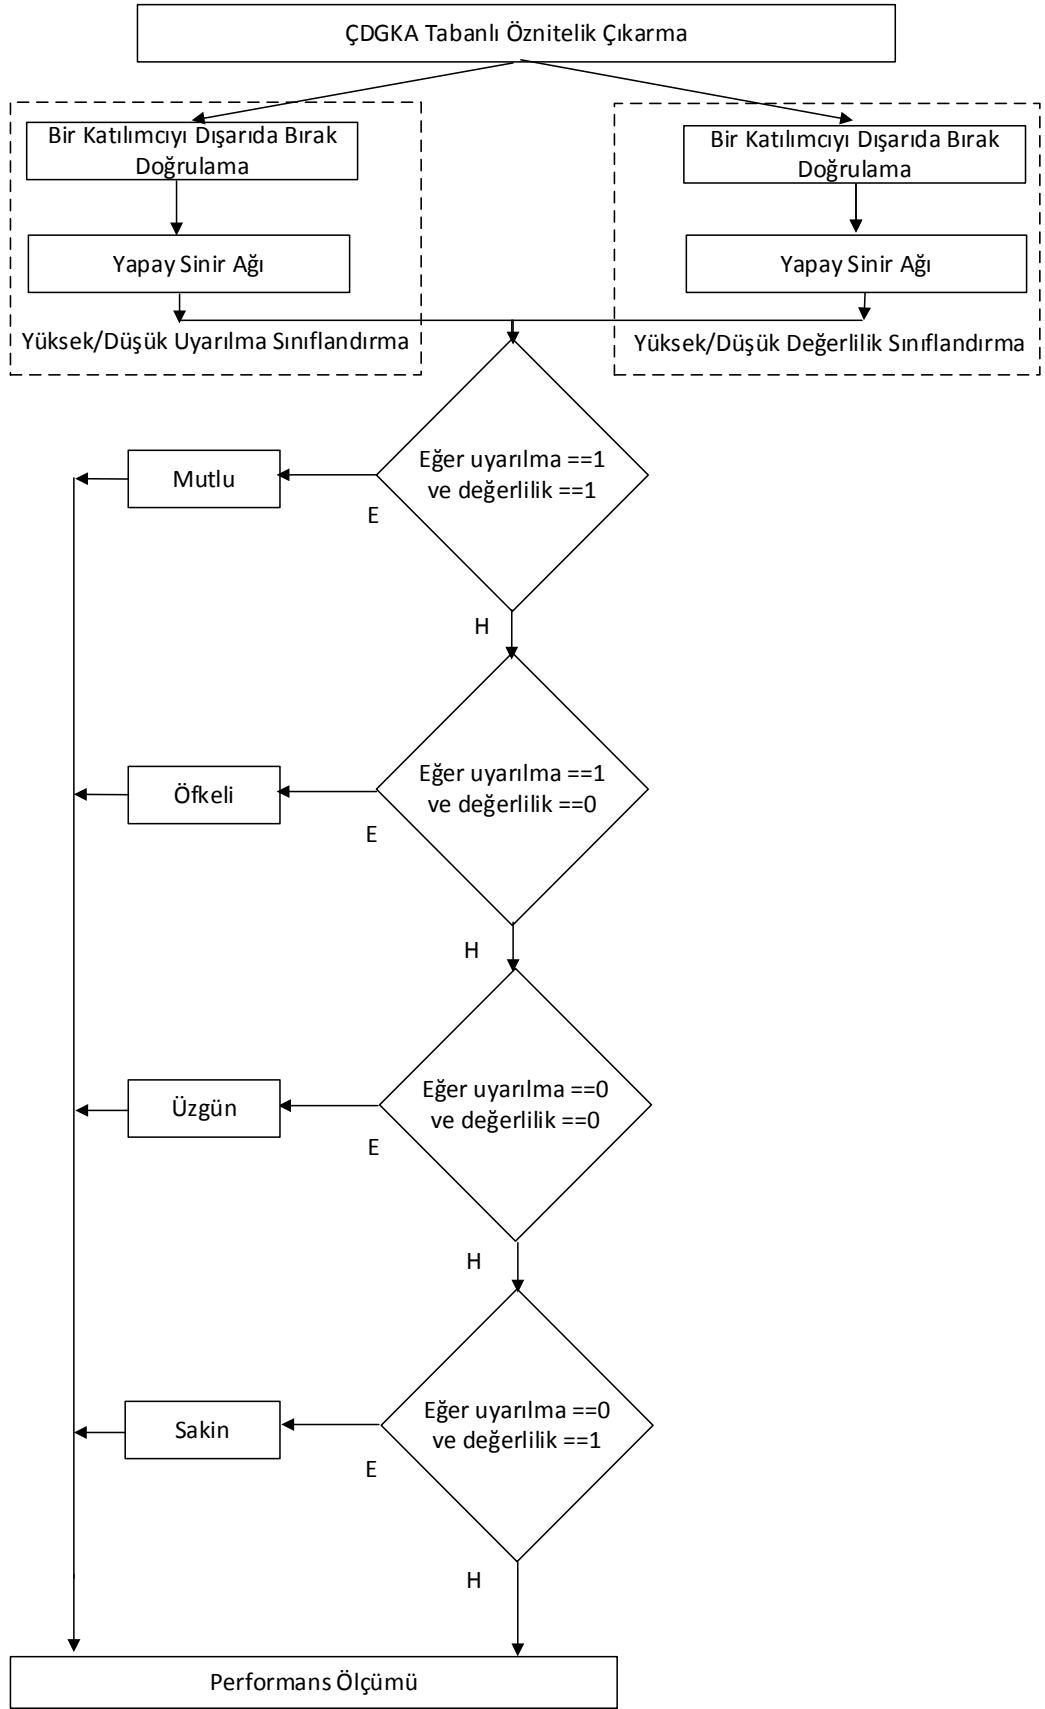 ÇDGKA Tabanlı Öznitelik Çıkarma
Bir Katılımcıyı Dışarıda Bırak
Doğrulama
Yapay Sinir Ağı
Yüksek/Düşük Uyarılma Sınıflandırma
Bir Katılımcıyı Dışarıda Bırak
Doğrulama
Yapay Sinir Ağı
Yüksek/Düşük Değerlilik Sınıflandırma
Eğer uyarılma ==1
ve değerlilik ==1
E
Mutlu
H
Eğer uyarılma ==1
ve değerlilik ==0
E
Öfkeli
H
Eğer uyarılma ==0
ve değerlilik ==0
E
Üzgün
H
Eğer uyarılma ==0
ve değerlilik ==1
E
Sakin
H
Performans Ölçümü